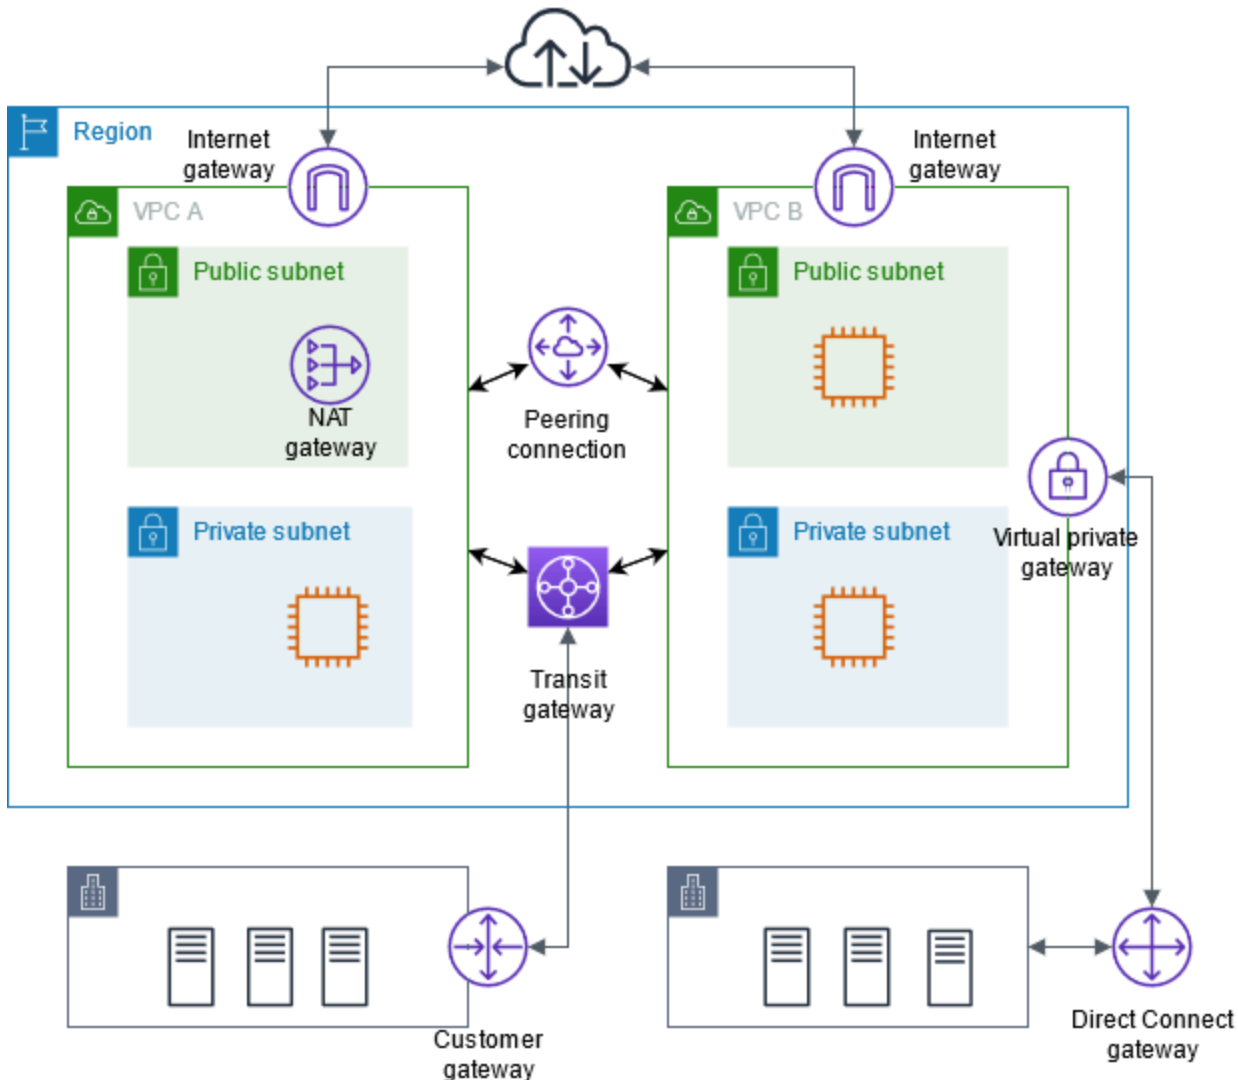 Region
Internet
gateway
Internet
gateway
VPC A
VPC B
Public subnet
Public subnet
NAT
gateway
Peering
connection
Private subnet
Private subnet
Virtual private
gateway
Transit
gateway
Customer
gateway
Direct Connect
gateway